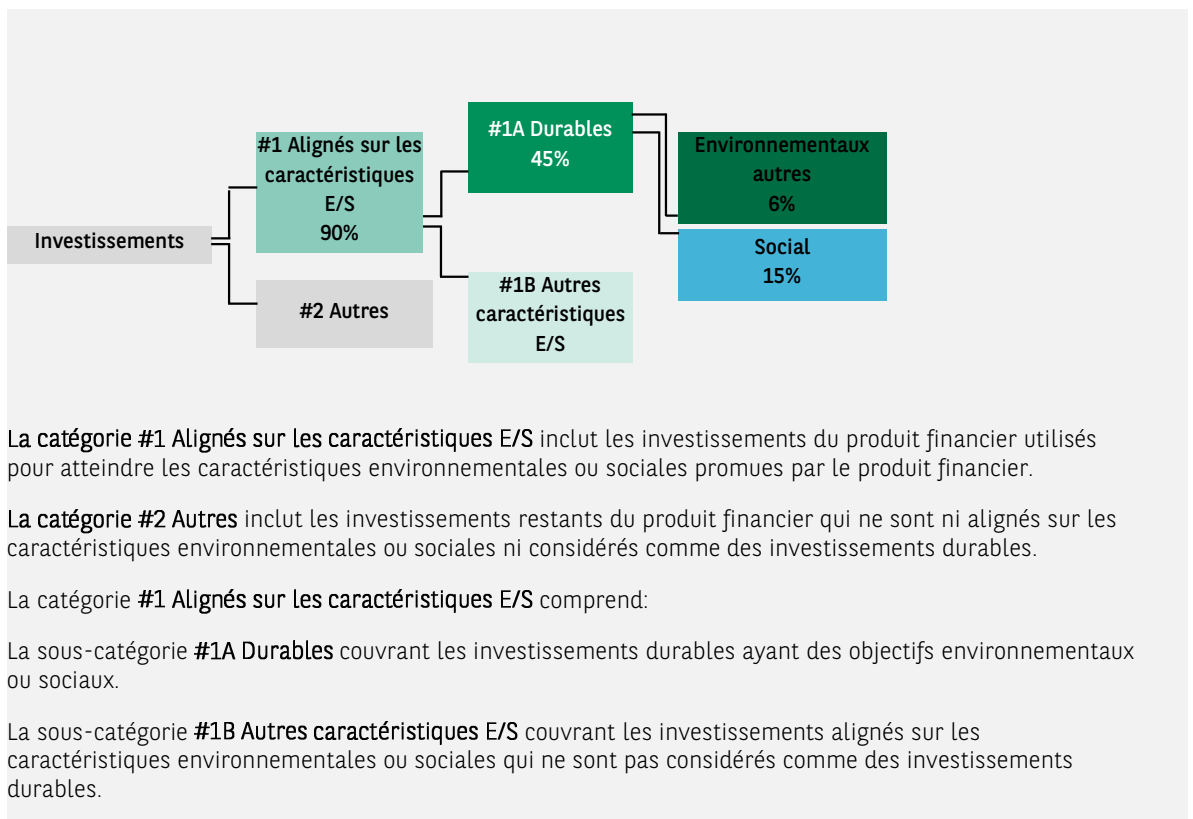 #1A Durables
45%
#1 Alignés sur les
caractéristiques
E/S
90%
Environnementaux
autres
6%
Investissements
Social
15%
#2 Autres
#1B Autres
caractéristiques
E/S
La catégorie #1 Alignés sur les caractéristiques E/S inclut les investissements du produit financier utilisés
pour atteindre les caractéristiques environnementales ou sociales promues par le produit financier.
La catégorie #2 Autres inclut les investissements restants du produit financier qui ne sont ni alignés sur les
caractéristiques environnementales ou sociales ni considérés comme des investissements durables.
La catégorie #1 Alignés sur les caractéristiques E/S comprend:
La sous-catégorie #1A Durables couvrant les investissements durables ayant des objectifs environnementaux
ou sociaux.
La sous-catégorie #1B Autres caractéristiques E/S couvrant les investissements alignés sur les
caractéristiques environnementales ou sociales qui ne sont pas considérés comme des investissements
durables.